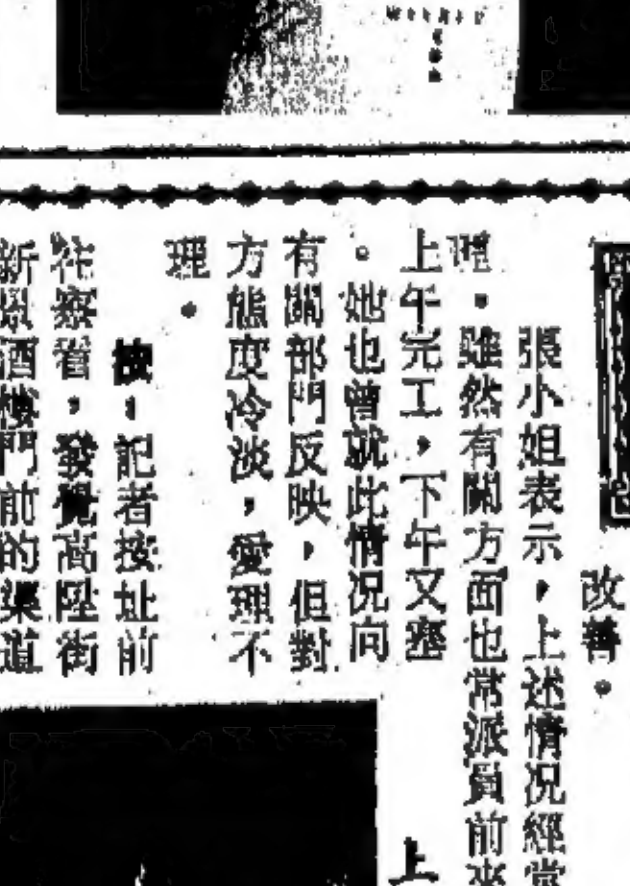 改善。
張小姐表示，上述情況經常
理。雖然有關方面也常派員前來
上午完工，下午又塞
。她也曾就此情況向
有關部門反映，但對
方態度冷淡，愛理不
理。
按：記者按址前
往察看，發覺高陞街
新景酒樓門前的渠道
上